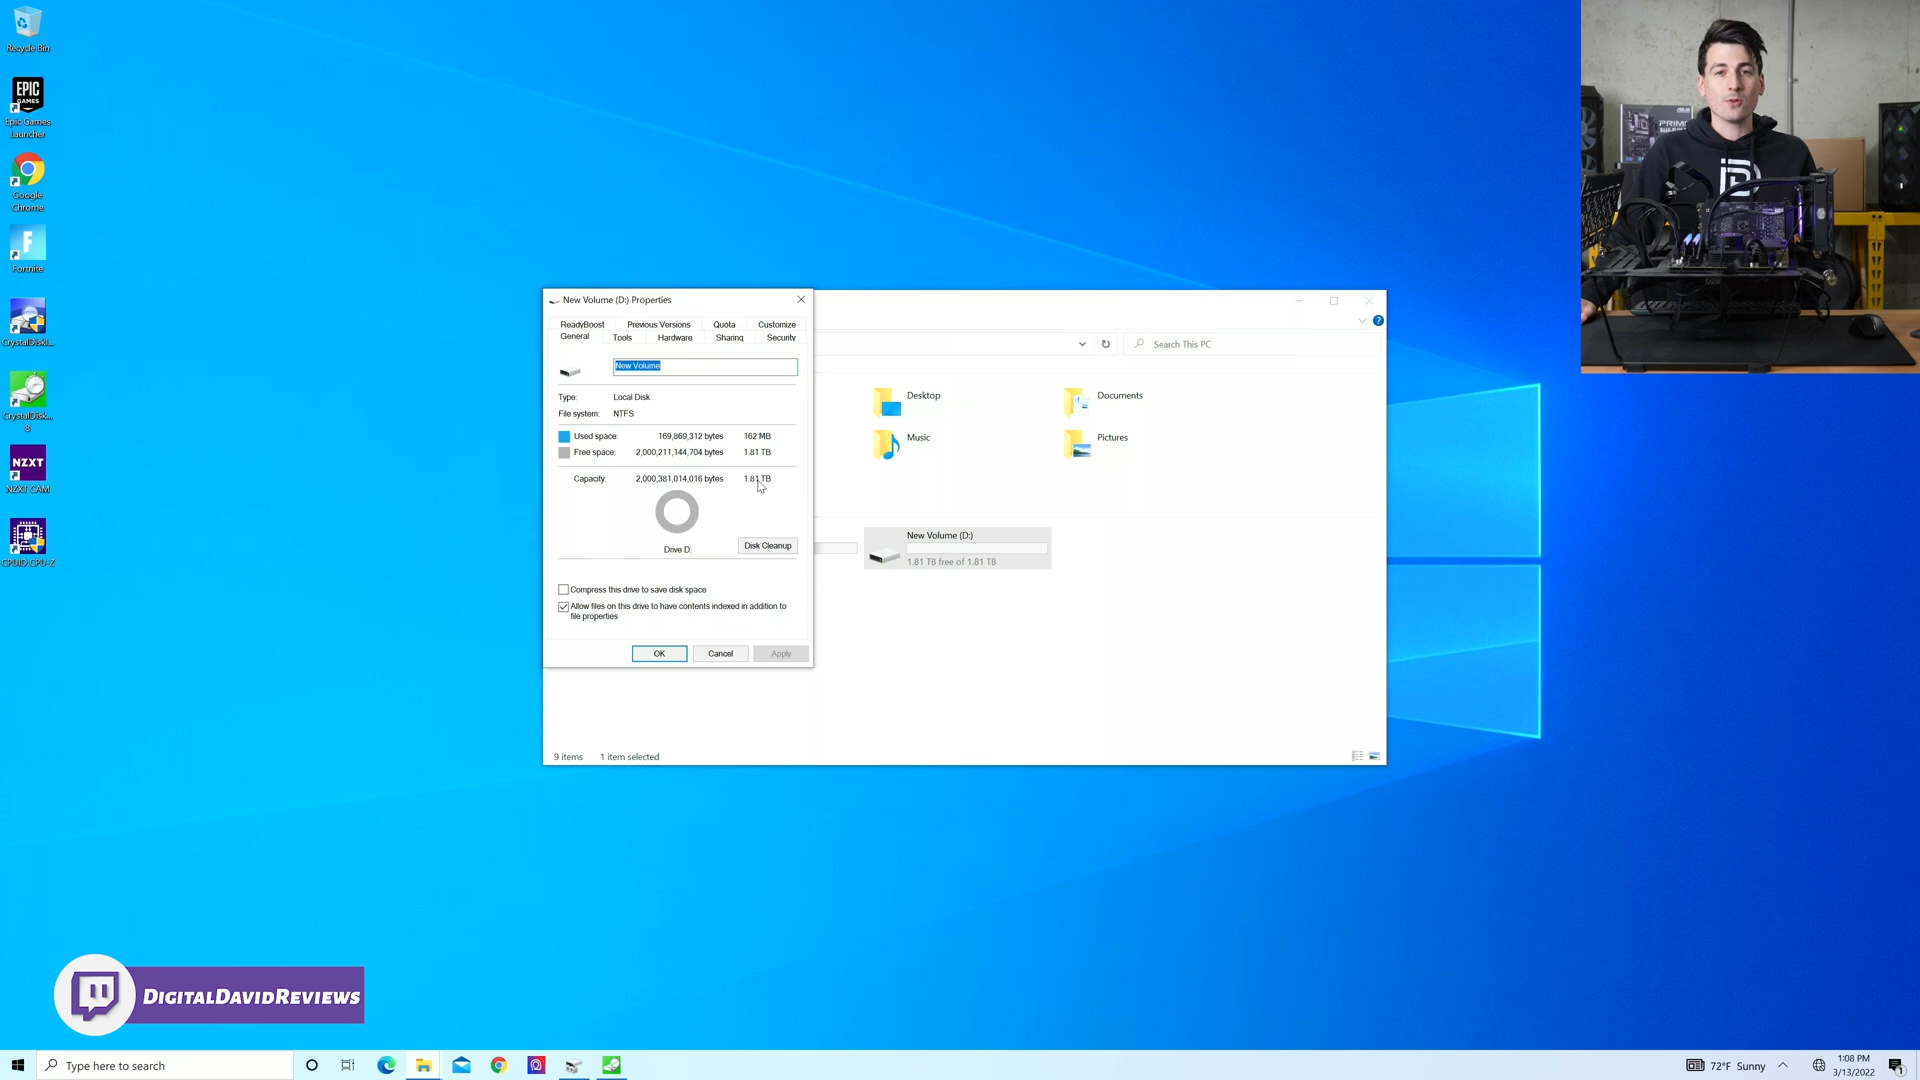 Recycle Bin
EPIC
GAMES
Epic Games
Launcher
Google
Chrome
Fortnite
CrystalDiskI...
CrystalDisk...
8
NZXT
NZXT CAM
CPUID CPU-Z
New Volume (D:) Properties
ReadyBoost Previous Versions Quota Customize
General Tools Hardware Sharing Security
New Volume
Type: Local Disk
File system: NTFS
Used space: 169,869,312 bytes 162 MB
Free space: 2,000,211,144,704 bytes 1.81 TB
Capacity: 2,000,381,014,016 bytes 1.81 TB
Drive D:
Disk Cleanup
Compress this drive to save disk space
Allow files on this drive to have contents indexed in addition to
file properties
OK Cancel Apply
Search This PC
Desktop
Documents
Music
Pictures
New Volume (D:)
1.81 TB free of 1.81 TB
9 items 1 item selected
ASUS
PRIME
DigitalDavidReviews
Type here to search
72°F Sunny
1:08 PM
3/13/2022
1